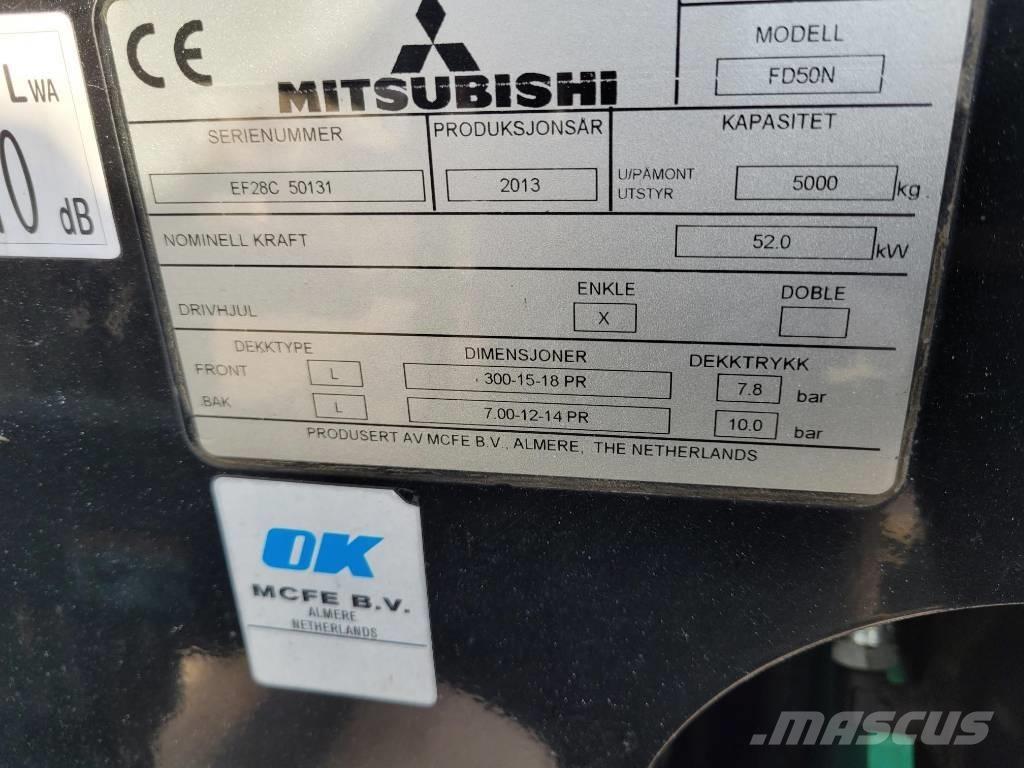 CE
MITSUBISHI
MODELL
FD50N
SERIENUMMER
PRODUKSJONSÅR
KAPASITET
EF28C 50131
2013
U/PÅMONT
UTSTYR
5000 kg.
NOMINELL KRAFT
52.0 kW
DRIVHJUL
ENKLE
DOBLE
X
DEKKTYPE
DIMENSJONER
DEKKTRYKK
FRONT L 300-15-18 PR 7.8 bar
BAK L 7.00-12-14 PR 10.0 bar
PRODUSERT AV MCFE B.V., ALMERE, THE NETHERLANDS
LWA
0 dB
OK
MCFE B.V.
ALMERE
NETHERLANDS
MASCUS